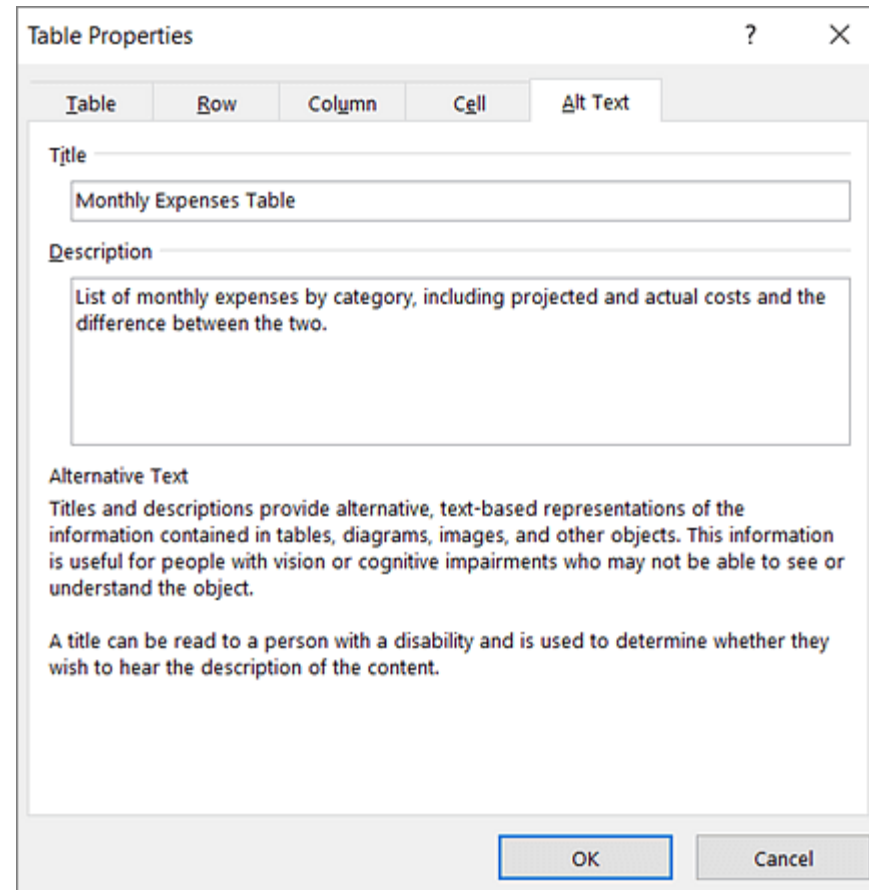 Table Properties
Table Row Column Cell Alt Text
Title
Monthly Expenses Table
Description
List of monthly expenses by category, including projected and actual costs and the
difference between the two.
Alternative Text
Titles and descriptions provide alternative, text-based representations of the
information contained in tables, diagrams, images, and other objects. This information
is useful for people with vision or cognitive impairments who may not be able to see or
understand the object.
A title can be read to a person with a disability and is used to determine whether they
wish to hear the description of the content.
OK Cancel